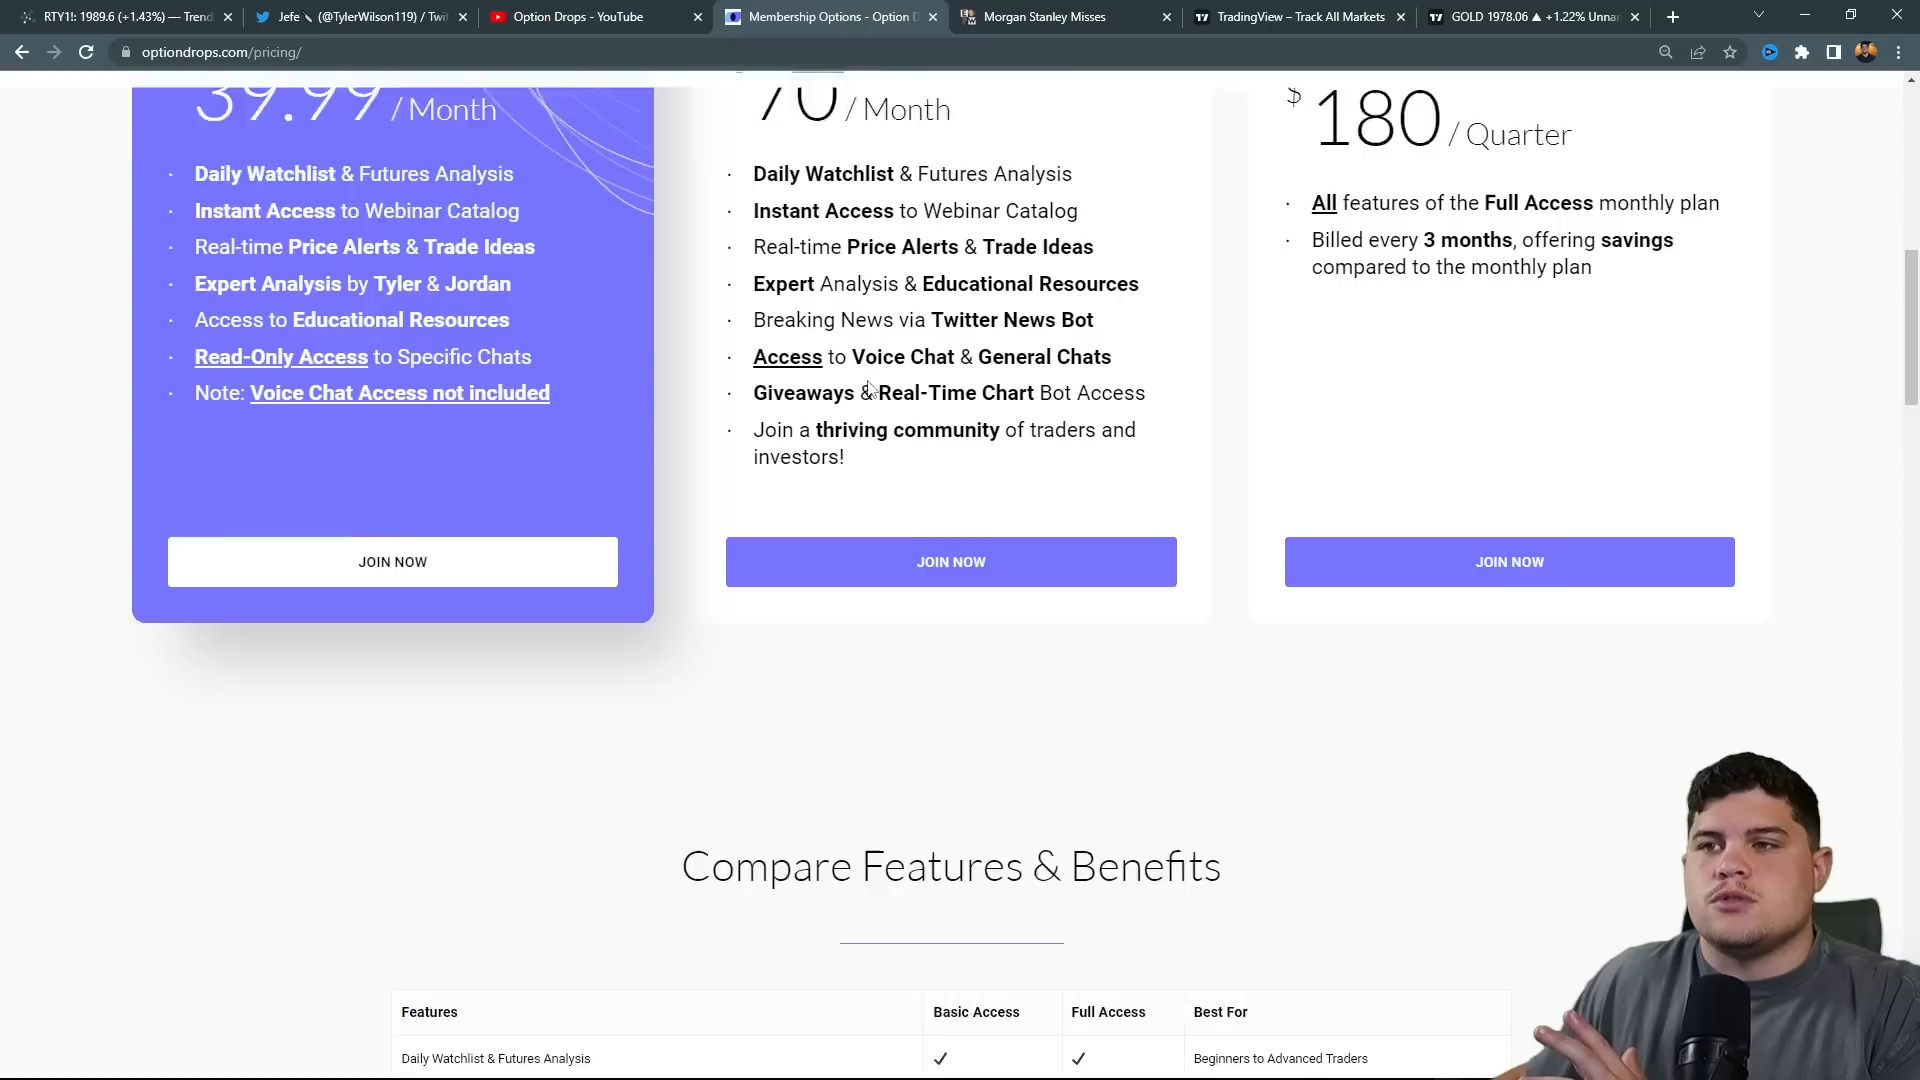 RTY1!: 1989.6 (+1.43%) — Trend
Jefe (@TylerWilson119) / Twit
Option Drops - YouTube
Membership Options - Option D
Morgan Stanley Misses
TradingView – Track All Markets
GOLD 1978.06 ▲ +1.22% Unnar
optiondrops.com/pricing/
39.99 / Month
· Daily Watchlist & Futures Analysis
· Instant Access to Webinar Catalog
· Real-time Price Alerts & Trade Ideas
· Expert Analysis by Tyler & Jordan
· Access to Educational Resources
· Read-Only Access to Specific Chats
· Note: Voice Chat Access not included
JOIN NOW
70 / Month
· Daily Watchlist & Futures Analysis
· Instant Access to Webinar Catalog
· Real-time Price Alerts & Trade Ideas
· Expert Analysis & Educational Resources
· Breaking News via Twitter News Bot
· Access to Voice Chat & General Chats
· Giveaways & Real-Time Chart Bot Access
· Join a thriving community of traders and
investors!
JOIN NOW
$ 180 / Quarter
· All features of the Full Access monthly plan
· Billed every 3 months, offering savings
compared to the monthly plan
JOIN NOW
Compare Features & Benefits
Features Basic Access Full Access Best For
Daily Watchlist & Futures Analysis ✓ ✓ Beginners to Advanced Traders